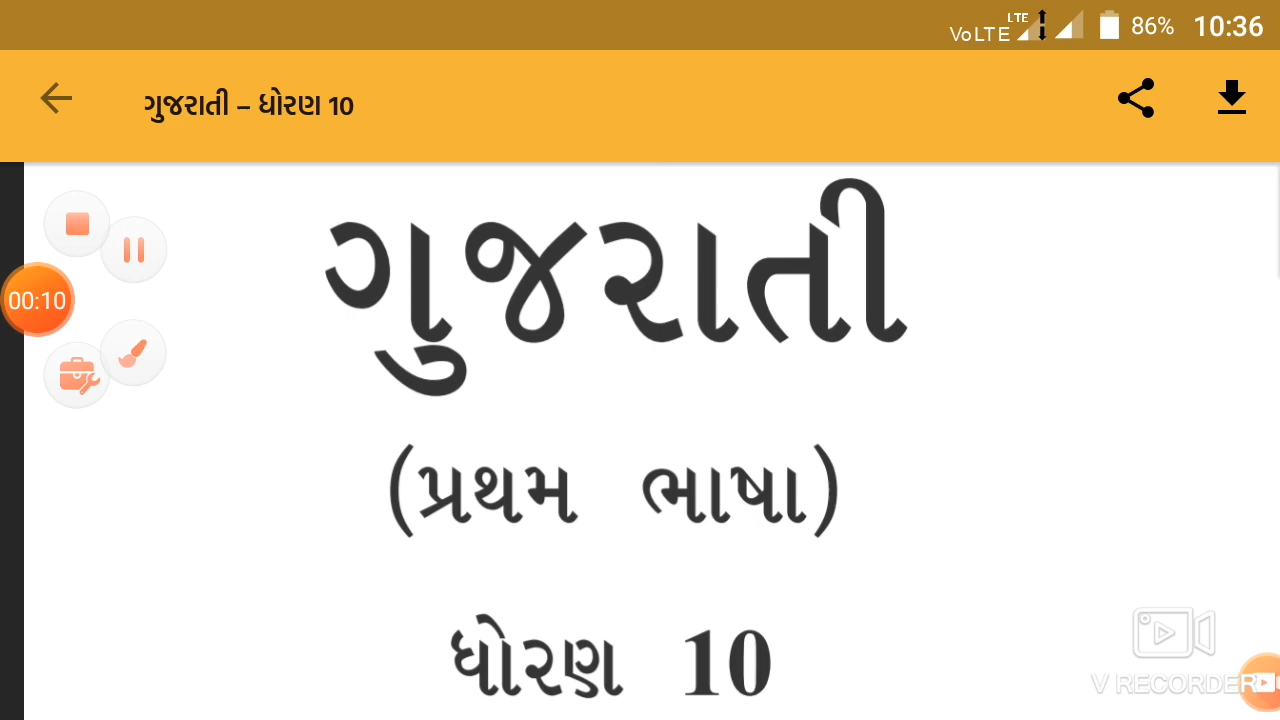 VoLTE LTE 86% 10:36
ગુજરાતી – ધોરણ 10
ગુજરાતી
00:10
(પ્રથમ ભાષા)
ધોરણ 10
V RECORDER